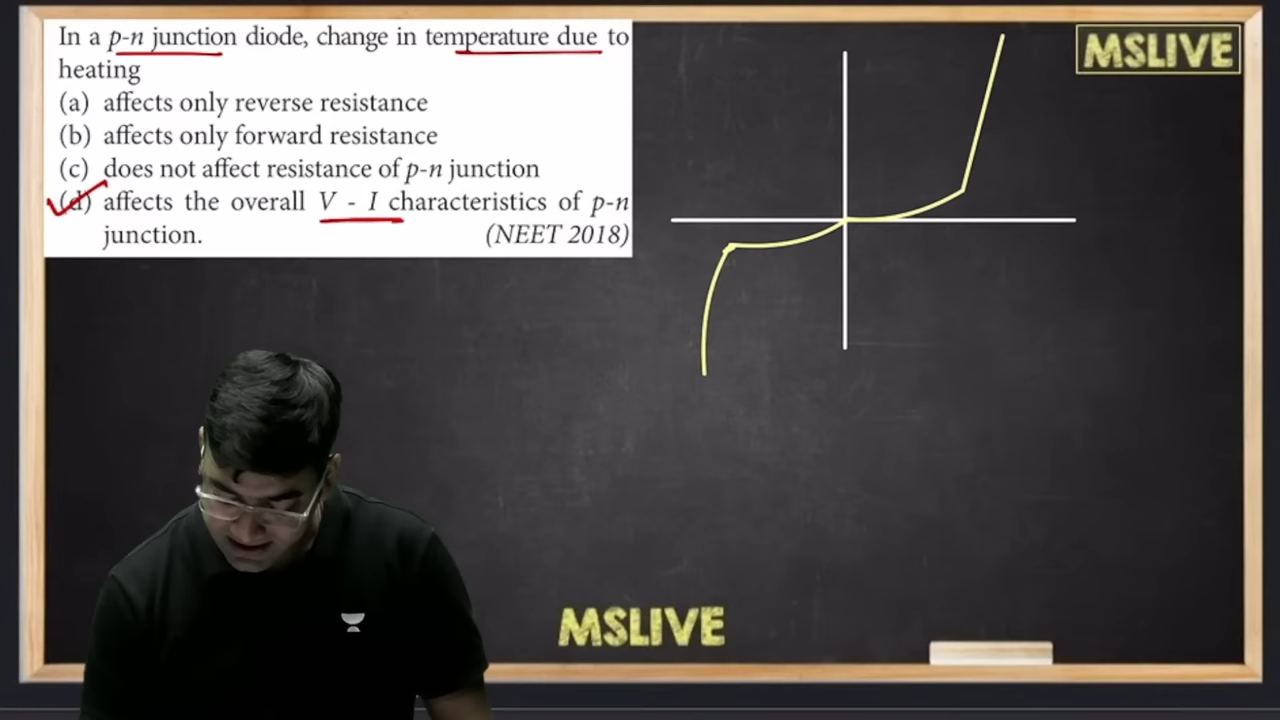 In a p-n junction diode, change in temperature due to
heating
(a) affects only reverse resistance
(b) affects only forward resistance
(c) does not affect resistance of p-n junction
(d) affects the overall V - I characteristics of p-n
junction. (NEET 2018)
MSLIVE
MSLIVE